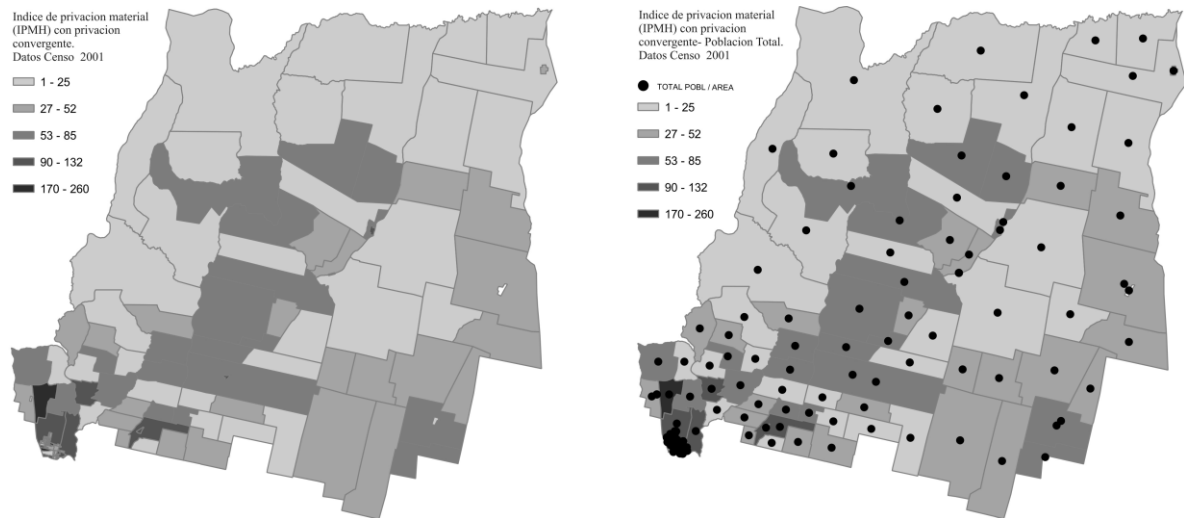 Indice de privacion material
(IPMH) con privacion
convergente.
Datos Censo 2001
1 - 25
27 - 52
53 - 85
90 - 132
170 - 260
Indice de privacion material
(IPMH) con privacion
convergente- Poblacion Total.
Datos Censo 2001
TOTAL POBL / AREA
1 - 25
27 - 52
53 - 85
90 - 132
170 - 260